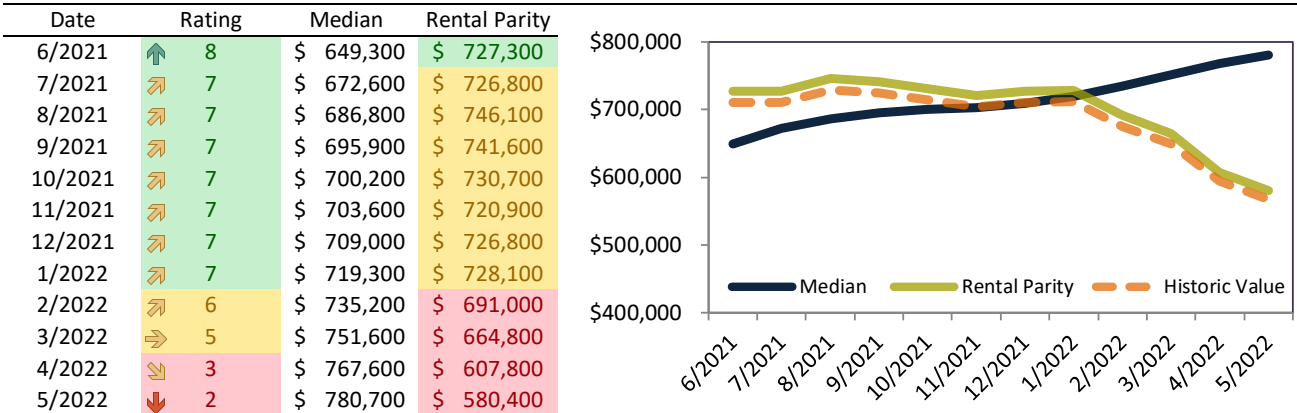 Date Rating Median Rental Parity
6/2021 8 $ 649,300 $ 727,300
7/2021 7 $ 672,600 $ 726,800
8/2021 7 $ 686,800 $ 746,100
9/2021 7 $ 695,900 $ 741,600
10/2021 7 $ 700,200 $ 730,700
11/2021 7 $ 703,600 $ 720,900
12/2021 7 $ 709,000 $ 726,800
1/2022 7 $ 719,300 $ 728,100
2/2022 6 $ 735,200 $ 691,000
3/2022 5 $ 751,600 $ 664,800
4/2022 3 $ 767,600 $ 607,800
5/2022 2 $ 780,700 $ 580,400
$800,000
$700,000
$600,000
$500,000
$400,000
Median Rental Parity Historic Value
6/2021 7/2021 8/2021 9/2021 10/2021 11/2021 12/2021 1/2022 2/2022 3/2022 4/2022 5/2022